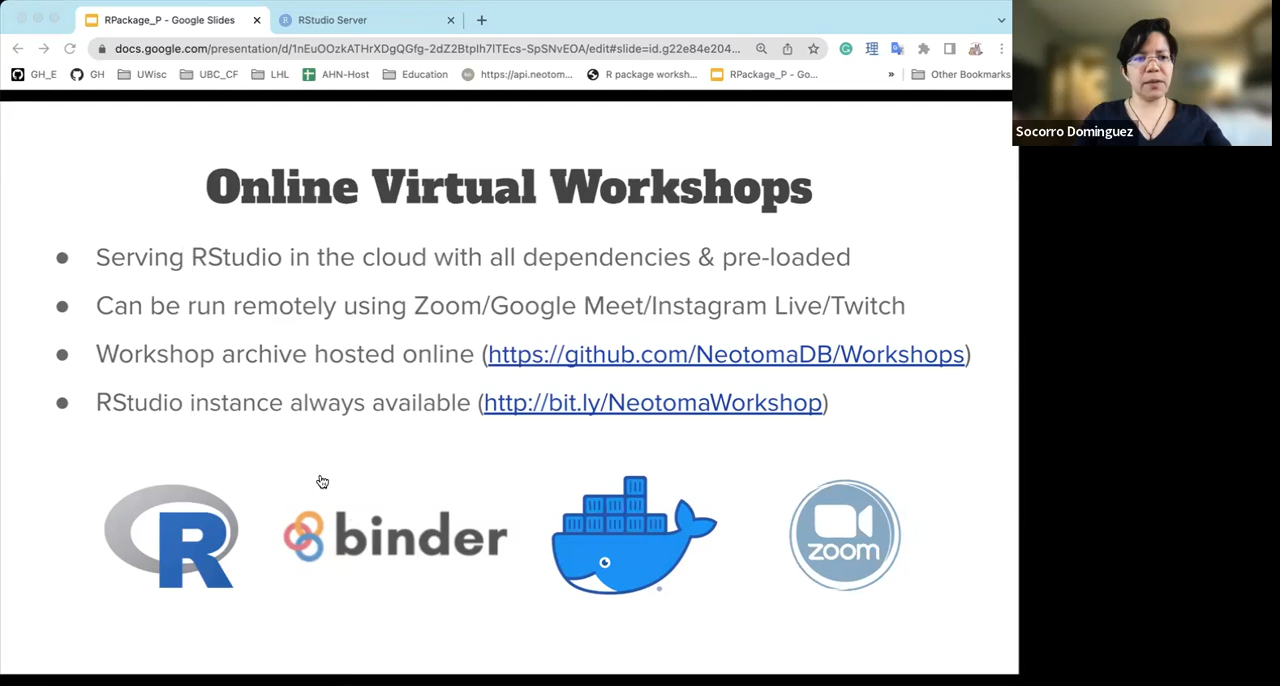 RPackage_P - Google Slides
RStudio Server
docs.google.com/presentation/d/1nEuOOzkATHrXDgQGfg-2dZ2BtpIh7ITEcs-SpSNvEOA/edit#slide=id.g22e84e204...
GH_E GH UWisc UBC_CF LHL AHN-Host Education https://api.neotom... R package worksh... RPackage_P - Go... » Other Bookmarks
Socorro Dominguez
Online Virtual Workshops
● Serving RStudio in the cloud with all dependencies & pre-loaded
● Can be run remotely using Zoom/Google Meet/Instagram Live/Twitch
● Workshop archive hosted online (https://github.com/NeotomaDB/Workshops)
● RStudio instance always available (http://bit.ly/NeotomaWorkshop)
R
binder
zoom